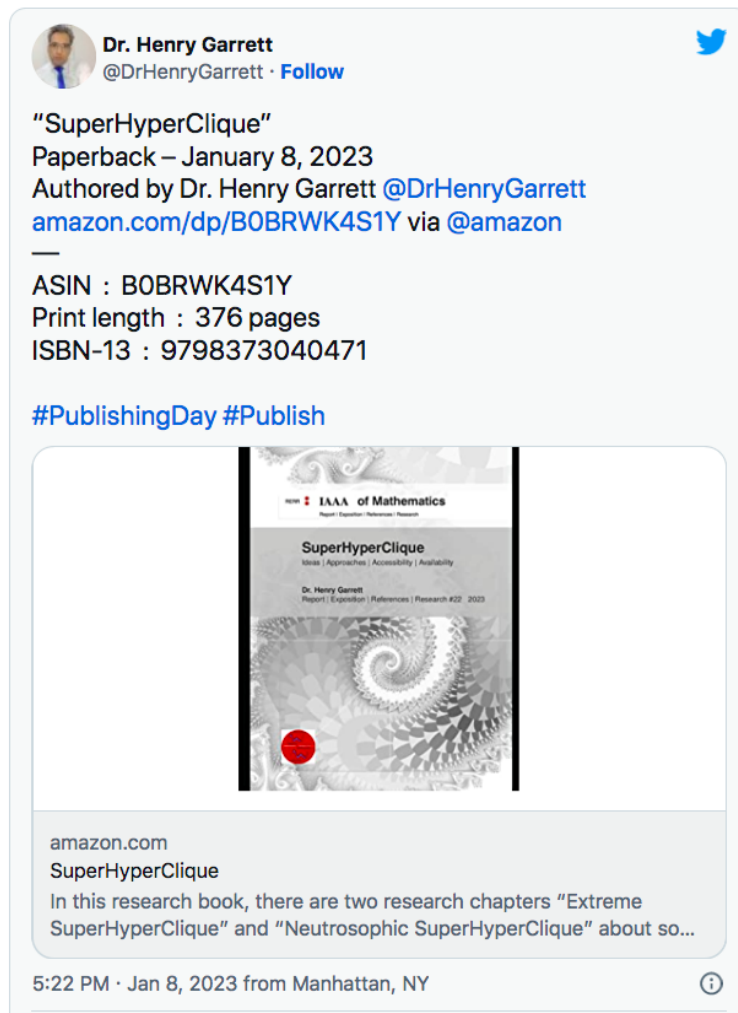 Dr. Henry Garrett
@DrHenryGarrett · Follow
“SuperHyperClique”
Paperback – January 8, 2023
Authored by Dr. Henry Garrett @DrHenryGarrett
amazon.com/dp/B0BRWK4S1Y via @amazon
—
ASIN : B0BRWK4S1Y
Print length : 376 pages
ISBN-13 : 9798373040471
#PublishingDay #Publish
IAAA of Mathematics
Report | Exposition | References | Research
SuperHyperClique
Ideas | Approaches | Accessibility | Availability
Dr. Henry Garrett
Report | Exposition | References | Research #22 2023
amazon.com
SuperHyperClique
In this research book, there are two research chapters “Extreme
SuperHyperClique” and “Neutrosophic SuperHyperClique” about so...
5:22 PM · Jan 8, 2023 from Manhattan, NY